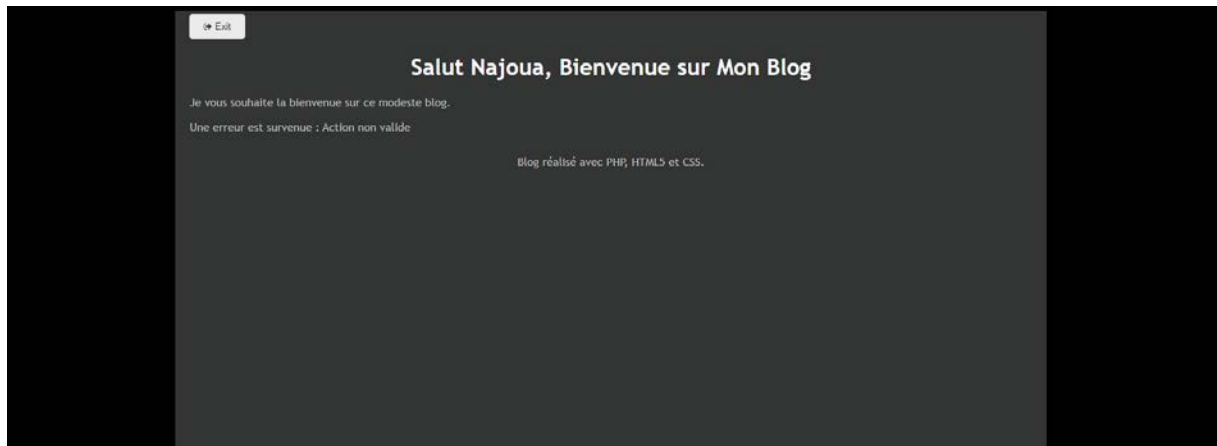 Exit
Salut Najoua, Bienvenue sur Mon Blog
Je vous souhaite la bienvenue sur ce modeste blog.
Une erreur est survenue : Action non valide
Blog réalisé avec PHP, HTML5 et CSS.